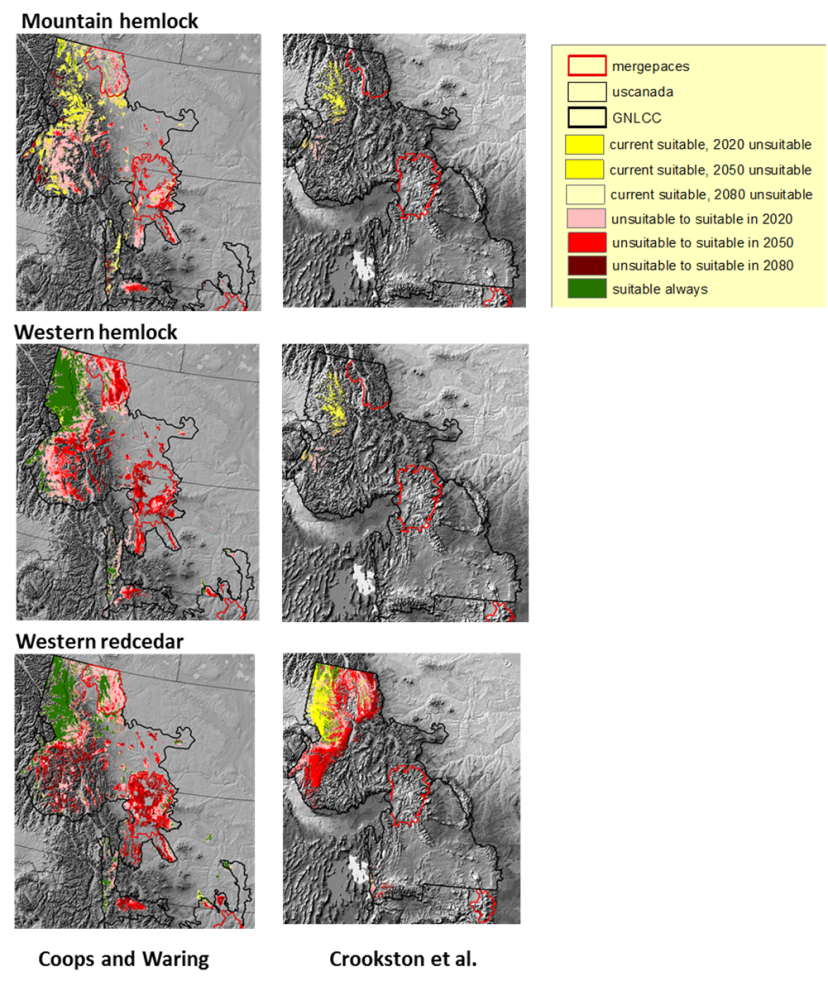 Mountain hemlock
mergepaces
uscanada
GNLCC
current suitable, 2020 unsuitable
current suitable, 2050 unsuitable
current suitable, 2080 unsuitable
unsuitable to suitable in 2020
unsuitable to suitable in 2050
unsuitable to suitable in 2080
suitable always
Western hemlock
Western redcedar
Coops and Waring
Crookston et al.